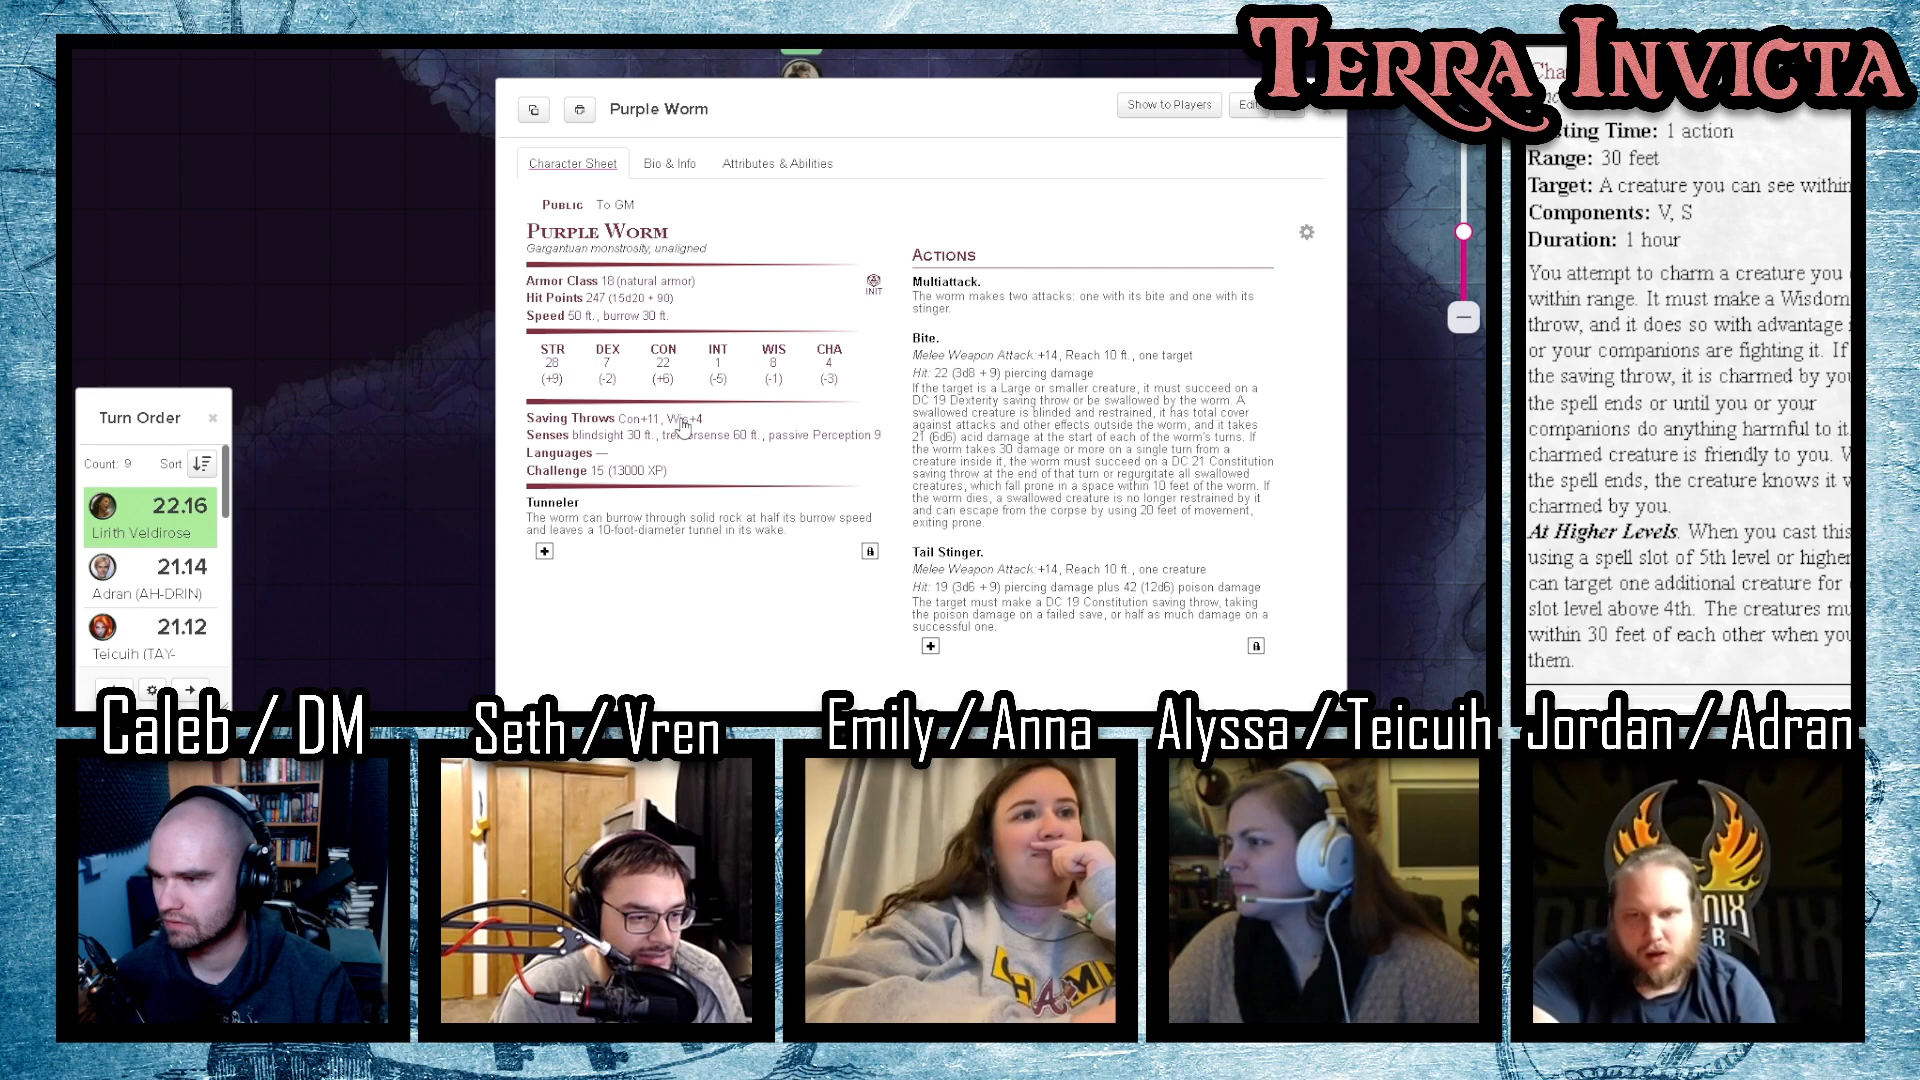 Terra Invicta
Purple Worm
Show to Players
Character Sheet
Bio & Info
Attributes & Abilities
Public To GM
Purple Worm
Gargantuan monstrosity, unaligned
Armor Class 18 (natural armor)
Hit Points 247 (15d20 + 90)
Speed 50 ft., burrow 30 ft.
INIT
STR DEX CON INT WIS CHA
28 7 22 1 8 4
(+9) (-2) (+6) (-5) (-1) (-3)
Saving Throws Con+11, Wis+4
Senses blindsight 30 ft., tremorsense 60 ft., passive Perception 9
Languages —
Challenge 15 (13000 XP)
Tunneler
The worm can burrow through solid rock at half its burrow speed
and leaves a 10-foot-diameter tunnel in its wake.
Actions
Multiattack.
The worm makes two attacks: one with its bite and one with its
stinger.
Bite.
Melee Weapon Attack:+14, Reach 10 ft., one target
Hit: 22 (3d8 + 9) piercing damage
If the target is a Large or smaller creature, it must succeed on a
DC 19 Dexterity saving throw or be swallowed by the worm. A
swallowed creature is blinded and restrained, it has total cover
against attacks and other effects outside the worm, and it takes
21 (6d6) acid damage at the start of each of the worm's turns. If
the worm takes 30 damage or more on a single turn from a
creature inside it, the worm must succeed on a DC 21 Constitution
saving throw at the end of that turn or regurgitate all swallowed
creatures, which fall prone in a space within 10 feet of the worm. If
the worm dies, a swallowed creature is no longer restrained by it
and can escape from the corpse by using 20 feet of movement,
exiting prone.
Tail Stinger.
Melee Weapon Attack:+14, Reach 10 ft., one creature
Hit: 19 (3d6 + 9) piercing damage plus 42 (12d6) poison damage
The target must make a DC 19 Constitution saving throw, taking
the poison damage on a failed save, or half as much damage on a
successful one.
Turn Order
Count: 9 Sort
22.16
Lirith Veldirose
21.14
Adran (AH-DRIN)
21.12
Teicuih (TAY-
Time: 1 action
Range: 30 feet
Target: A creature you can see within
Components: V, S
Duration: 1 hour
You attempt to charm a creature you
within range. It must make a Wisdom
throw, and it does so with advantage
or your companions are fighting it. If
the saving throw, it is charmed by you
the spell ends or until you or your
companions do anything harmful to it
charmed creature is friendly to you.
the spell ends, the creature knows it
charmed by you.
At Higher Levels. When you cast this
using a spell slot of 5th level or higher
can target one additional creature for
slot level above 4th. The creatures
within 30 feet of each other when you
them.
Caleb / DM
Seth / Vren
Emily / Anna
Alyssa / Teicuih
Jordan / Adran